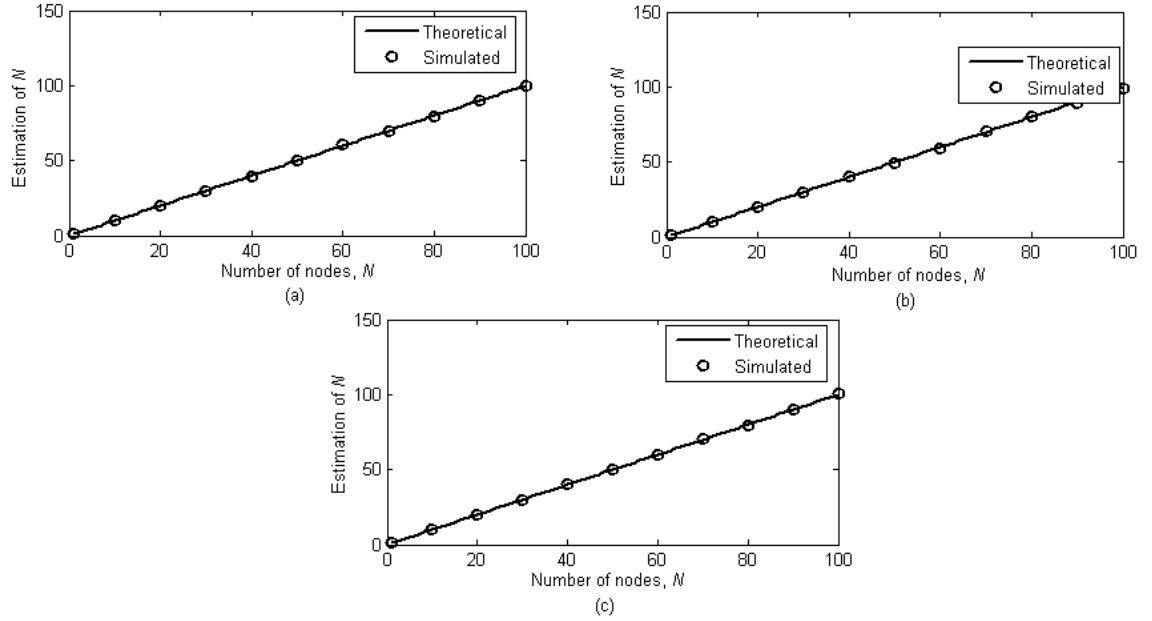 150
100
50
0
Estimation of N
Theoretical
Simulated
0 20 40 60 80 100
Number of nodes, N
(a)
150
100
50
0
Estimation of N
Theoretical
Simulated
0 20 40 60 80 100
Number of nodes, N
(b)
150
100
50
0
Estimation of N
Theoretical
Simulated
0 20 40 60 80 100
Number of nodes, N
(c)